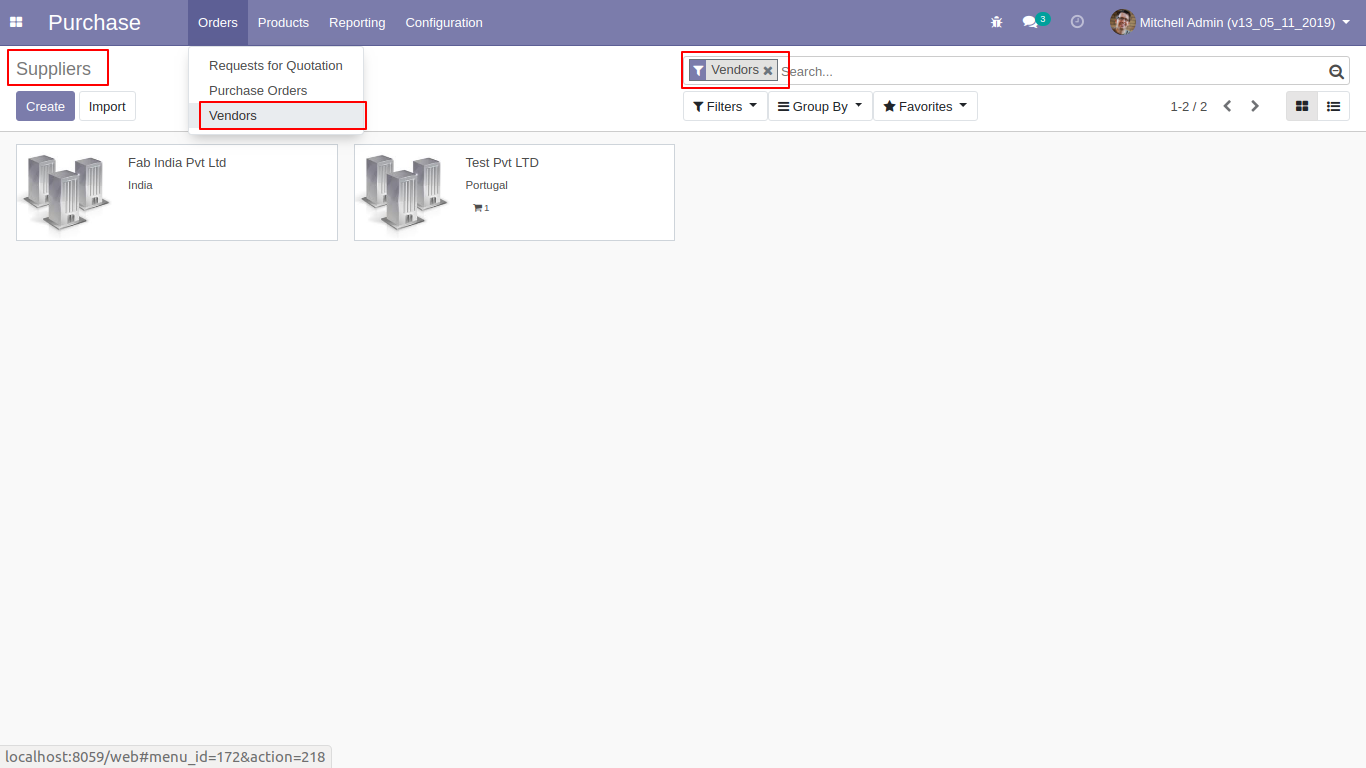 Purchase Orders Products Reporting Configuration 3 Mitchell Admin (v13_05_11_2019)
Suppliers
Vendors Search...
Create Import
Requests for Quotation
Purchase Orders
Vendors
Filters Group By Favorites 1-2 / 2
Fab India Pvt Ltd
India
Test Pvt LTD
Portugal
1
localhost:8059/web#menu_id=172&action=218